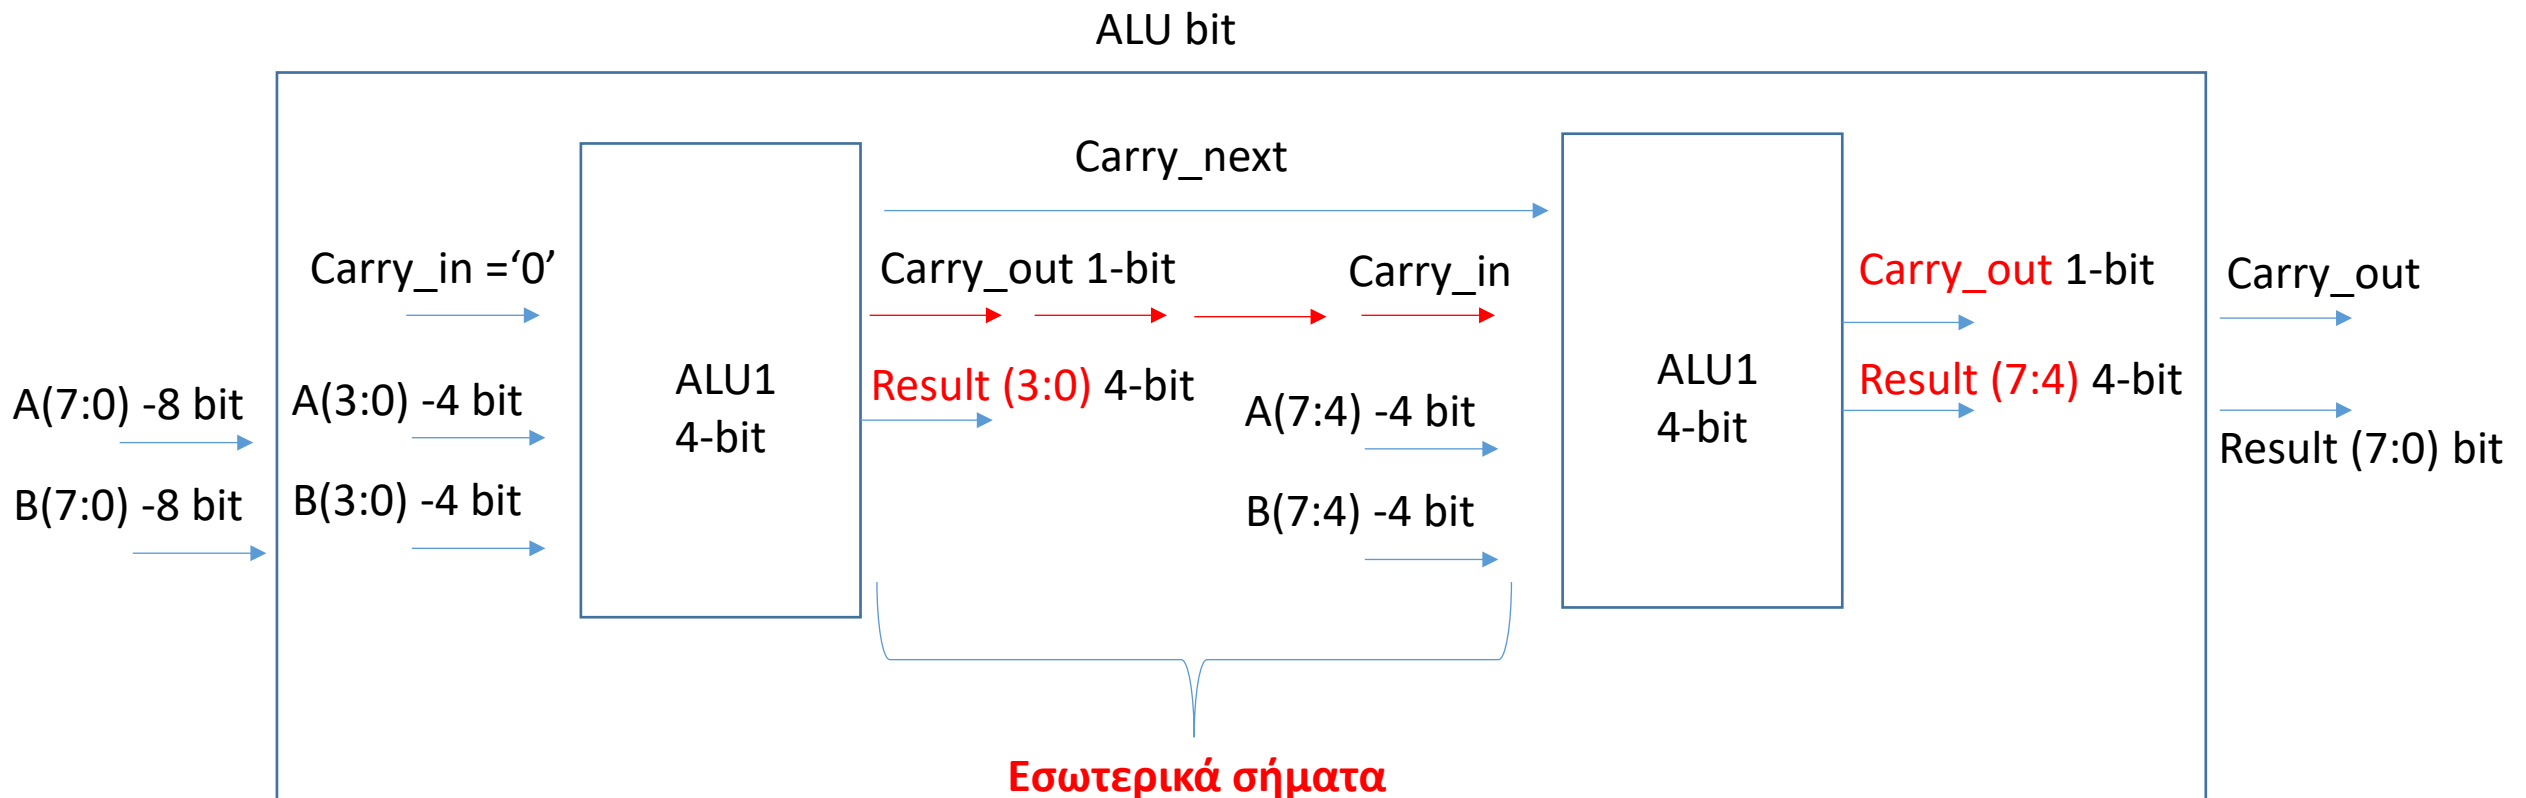 ALU bit
Carry_next
Carry_in =‘0’
Carry_out 1-bit
Carry_in
Carry_out 1-bit
Carry_out
A(7:0) -8 bit
A(3:0) -4 bit
ALU1
4-bit
Result (3:0) 4-bit
A(7:4) -4 bit
ALU1
4-bit
Result (7:4) 4-bit
Result (7:0) bit
B(7:0) -8 bit
B(3:0) -4 bit
B(7:4) -4 bit
Εσωτερικά σήματα